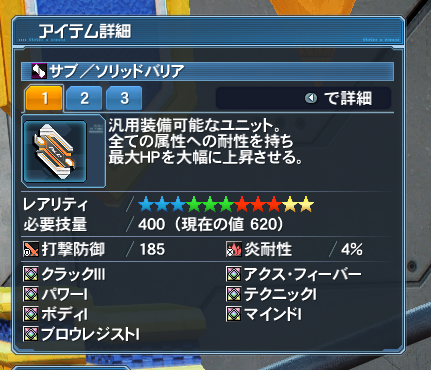 アイテム詳細
サブ／ソリッドバリア
1 2 3 で詳細
汎用装備可能なユニット。
全ての属性への耐性を持ち
最大HPを大幅に上昇させる。
レアリティ / ★★★★★★★★★★★
必要技量 / 400（現在の値 620）
打撃防御 / 185 炎耐性 / 4%
クラックIII アクス・フィーバー
パワーI テクニックI
ボディI マインドI
ブロウレジストI